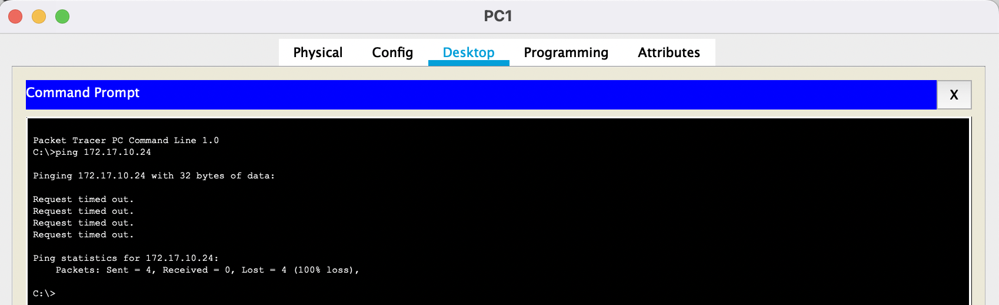 PC1
Physical Config Desktop Programming Attributes
Command Prompt X
Packet Tracer PC Command Line 1.0
C:\>ping 172.17.10.24
Pinging 172.17.10.24 with 32 bytes of data:
Request timed out.
Request timed out.
Request timed out.
Request timed out.
Ping statistics for 172.17.10.24:
    Packets: Sent = 4, Received = 0, Lost = 4 (100% loss),
C:\>